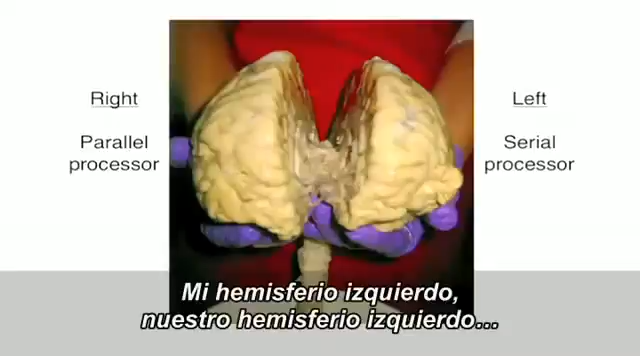 Right
Left
Parallel
processor
Serial
processor
Mi hemisferio izquierdo,
nuestro hemisferio izquierdo...